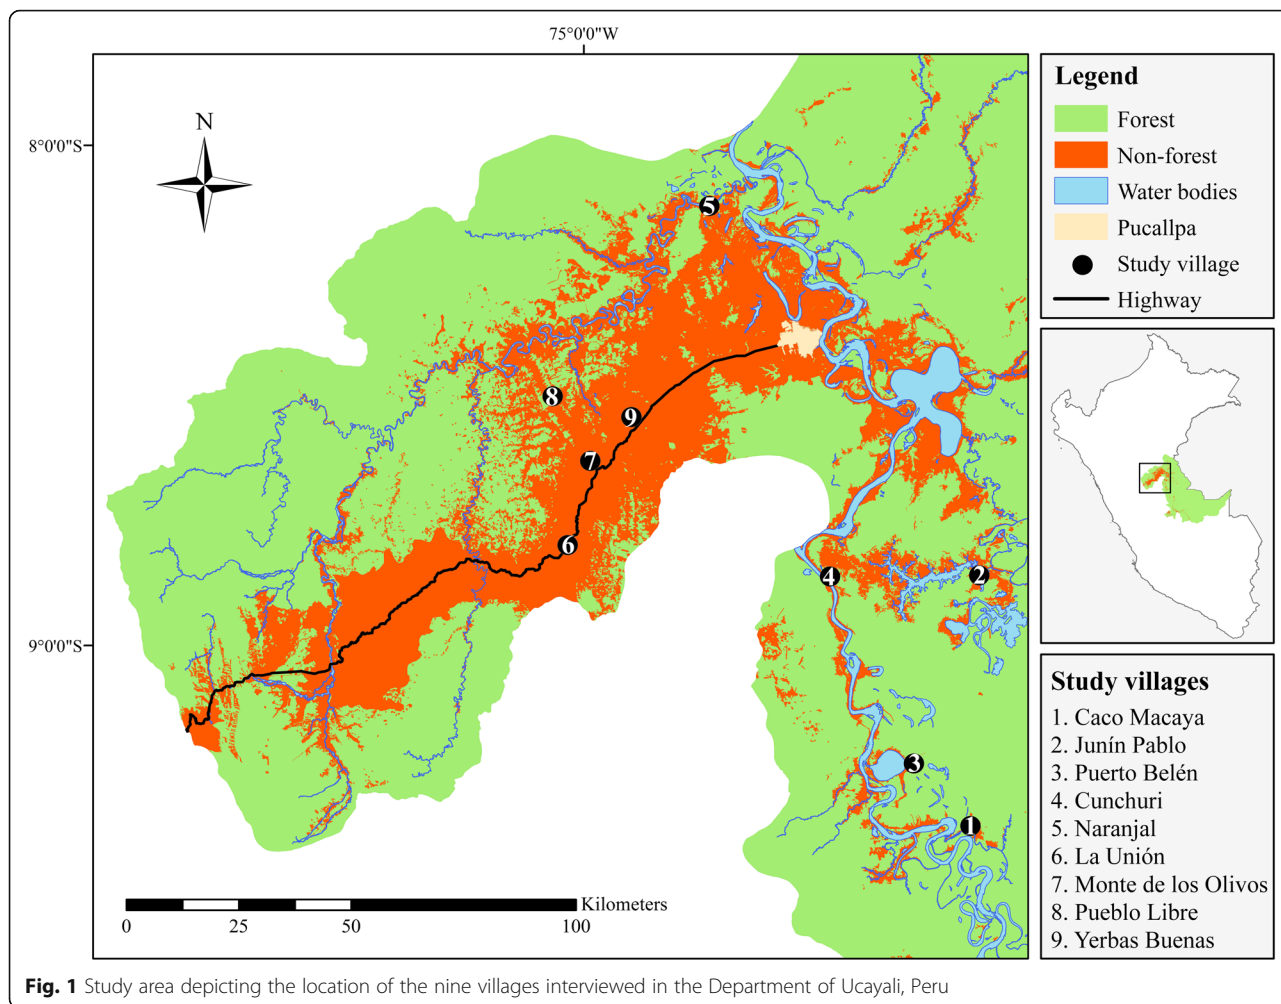 75°0'0"W
8°0'0"S
9°0'0"S
N
5
8
9
7
6
4
2
3
1
Kilometers
0 25 50 100
Legend
Forest
Non-forest
Water bodies
Pucallpa
Study village
Highway
Study villages
1. Caco Macaya
2. Junín Pablo
3. Puerto Belén
4. Cunchuri
5. Naranjal
6. La Unión
7. Monte de los Olivos
8. Pueblo Libre
9. Yerbas Buenas
Fig. 1 Study area depicting the location of the nine villages interviewed in the Department of Ucayali, Peru